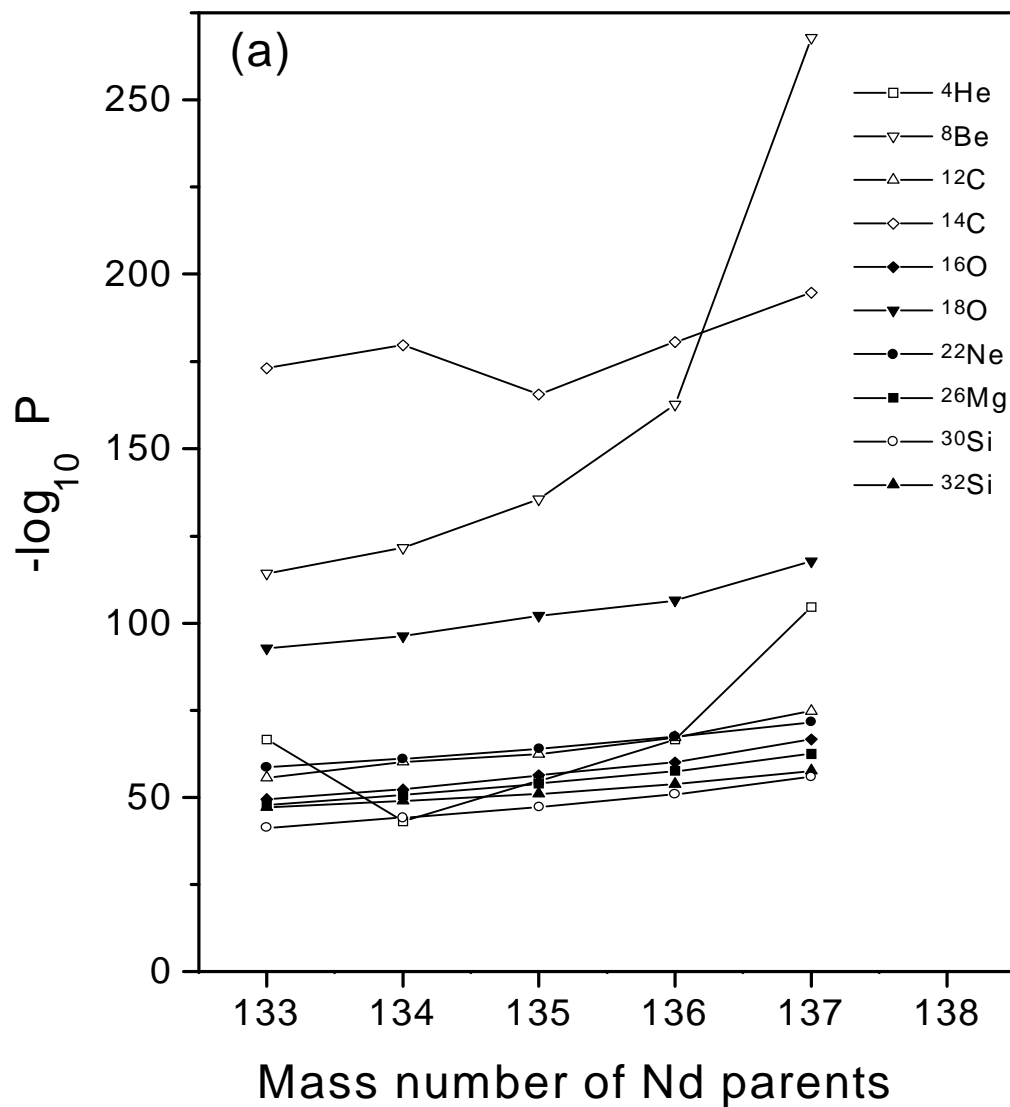 (a)
250
200
150
100
50
0
-log₁₀ P
⁴He
⁸Be
¹²C
¹⁴C
¹⁶O
¹⁸O
²²Ne
²⁶Mg
³⁰Si
³²Si
133 134 135 136 137 138
Mass number of Nd parents